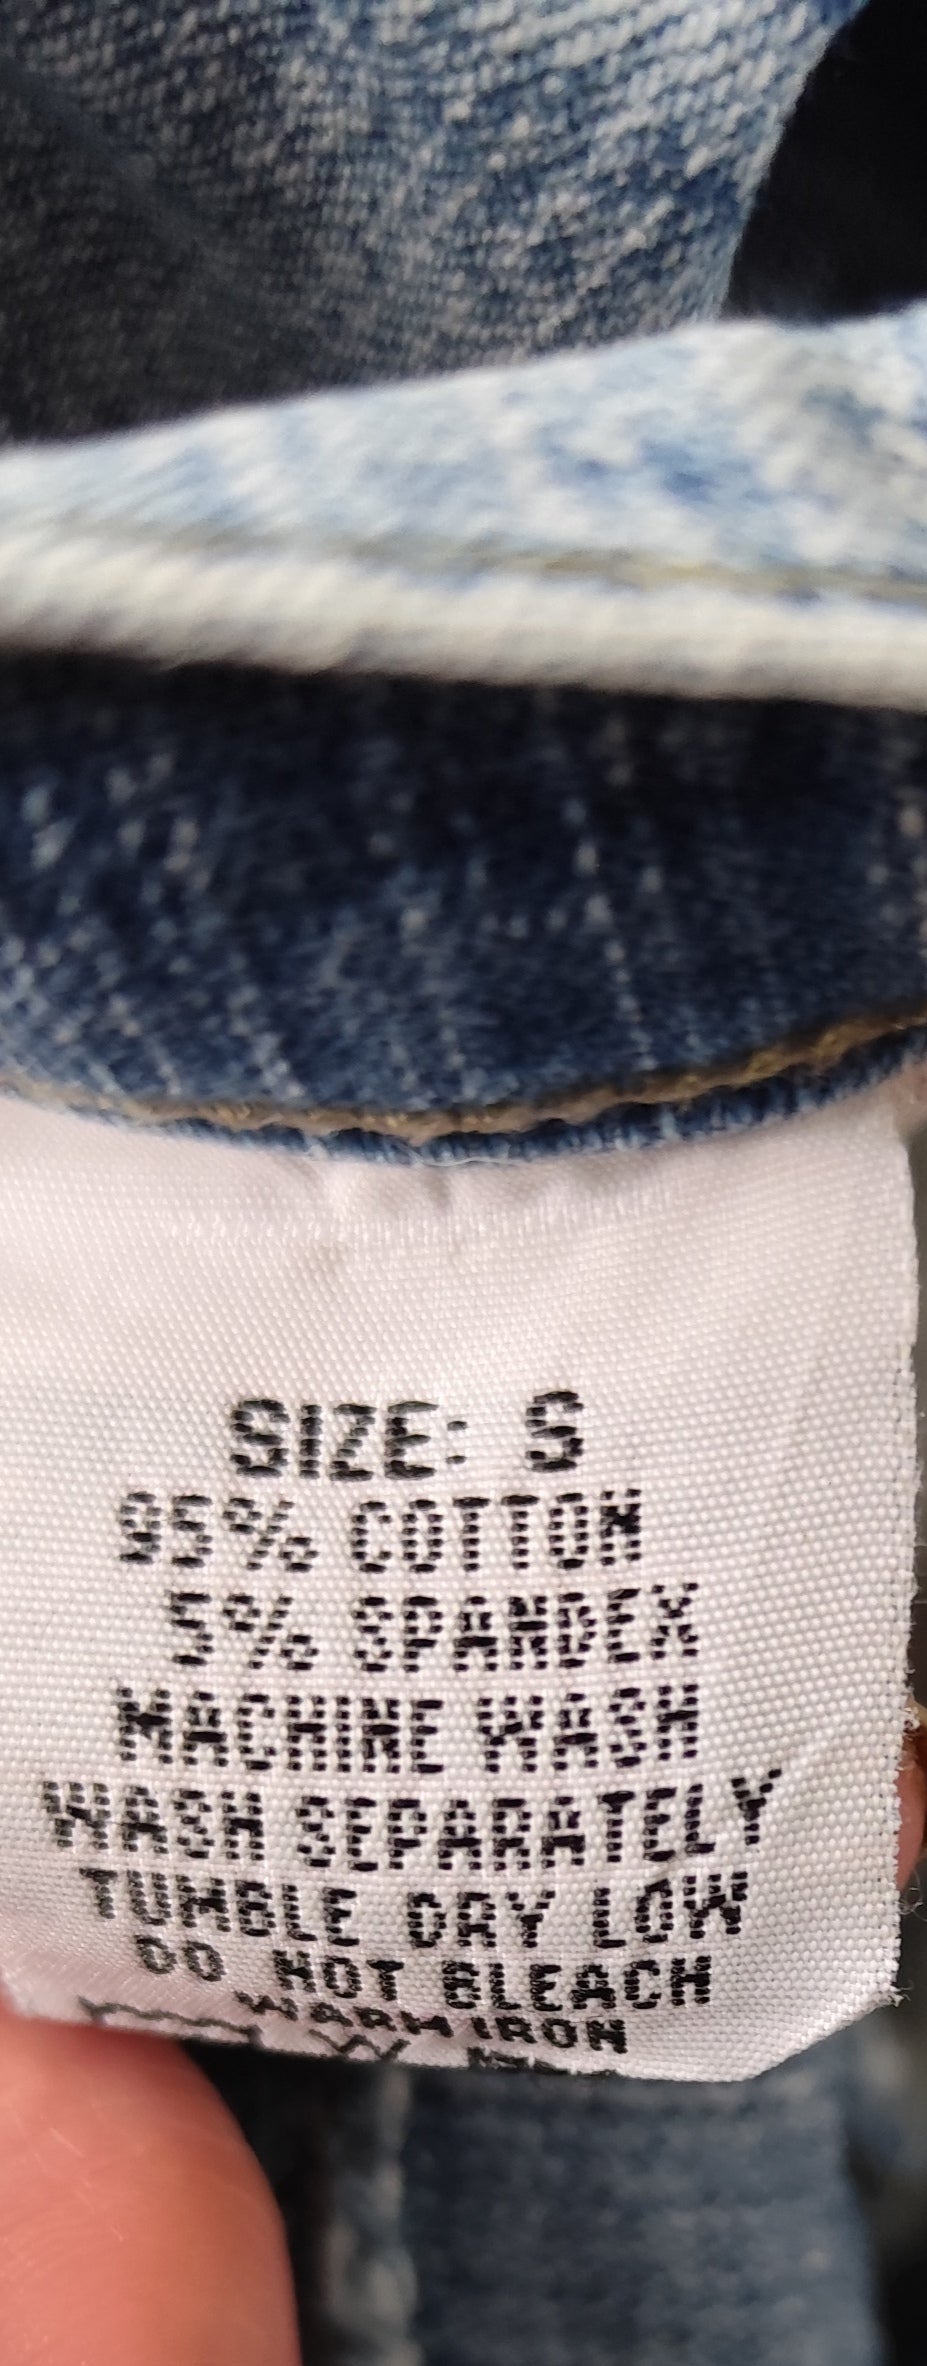 SIZE: S
95% COTTON
5% SPANDEX
MACHINE WASH
WASH SEPARATELY
TUMBLE DRY LOW
DO NOT BLEACH
WARM IRON